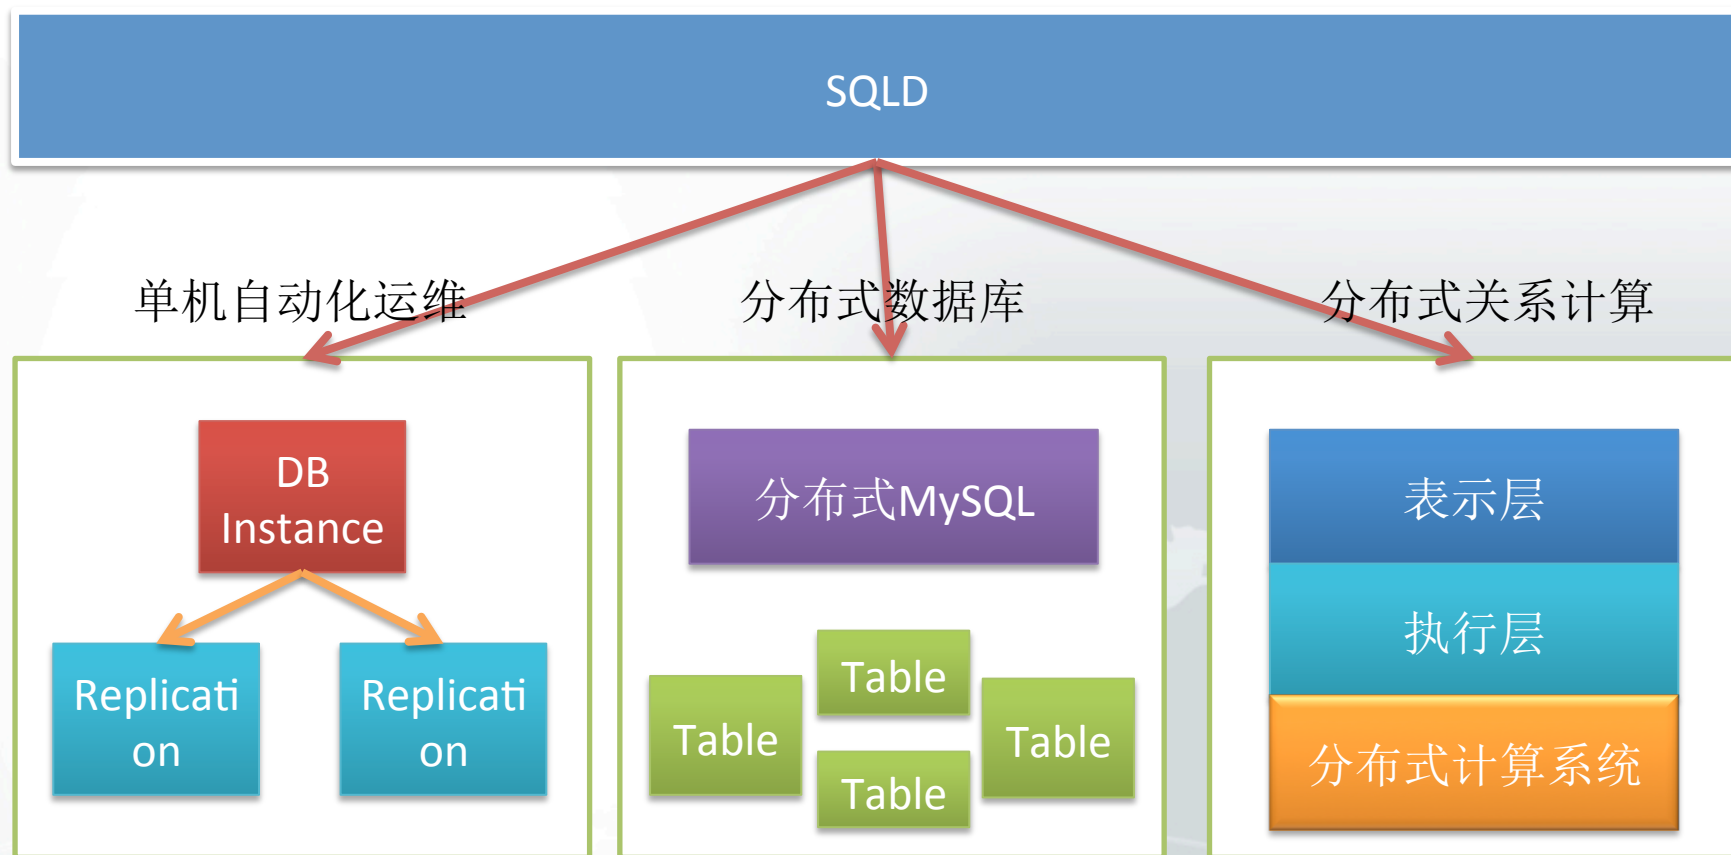 SQLD
单机自动化运维
分布式数据库
分布式关系计算
DB
Instance
Replicati
on
Replicati
on
分布式MySQL
Table
Table
Table
Table
表示层
执行层
分布式计算系统